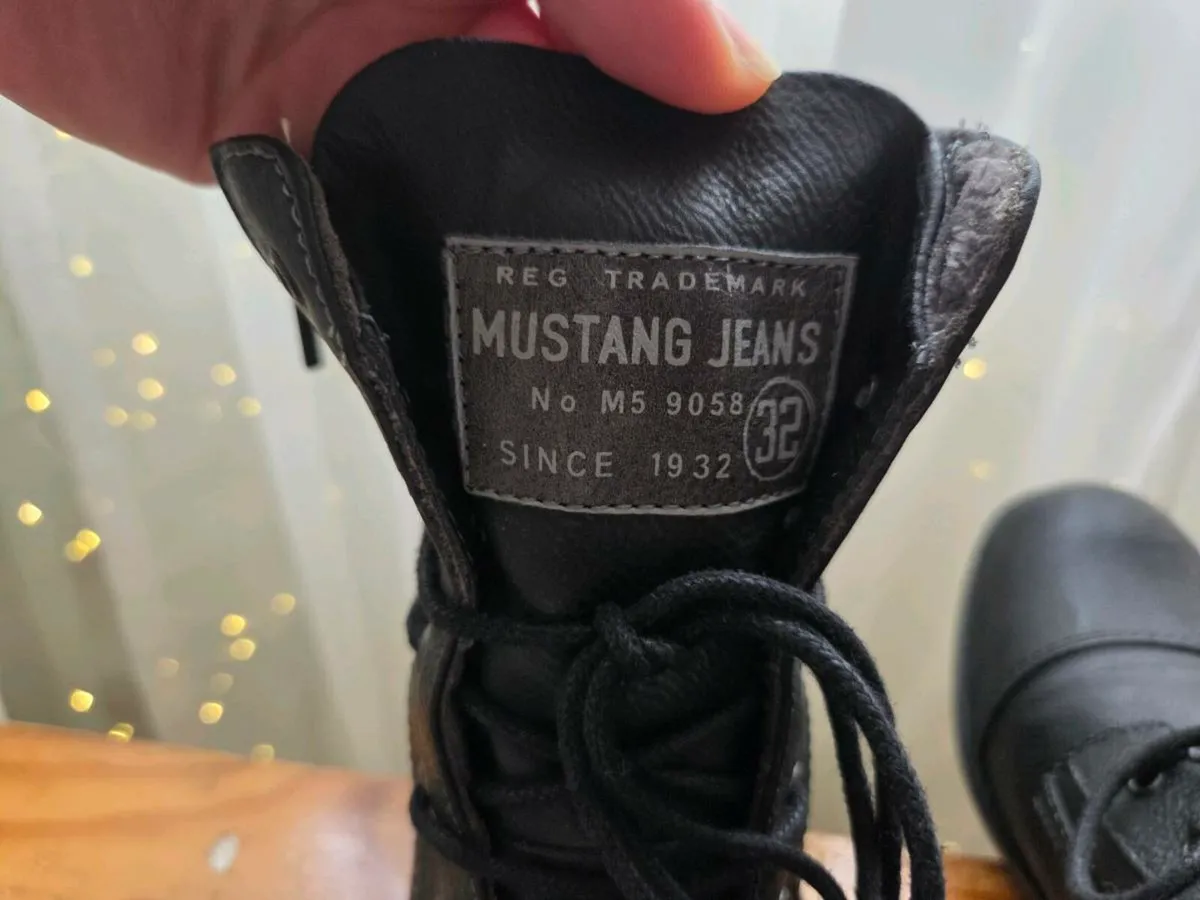 REG TRADEMARK
MUSTANG JEANS
No M5 9058
32
SINCE 1932